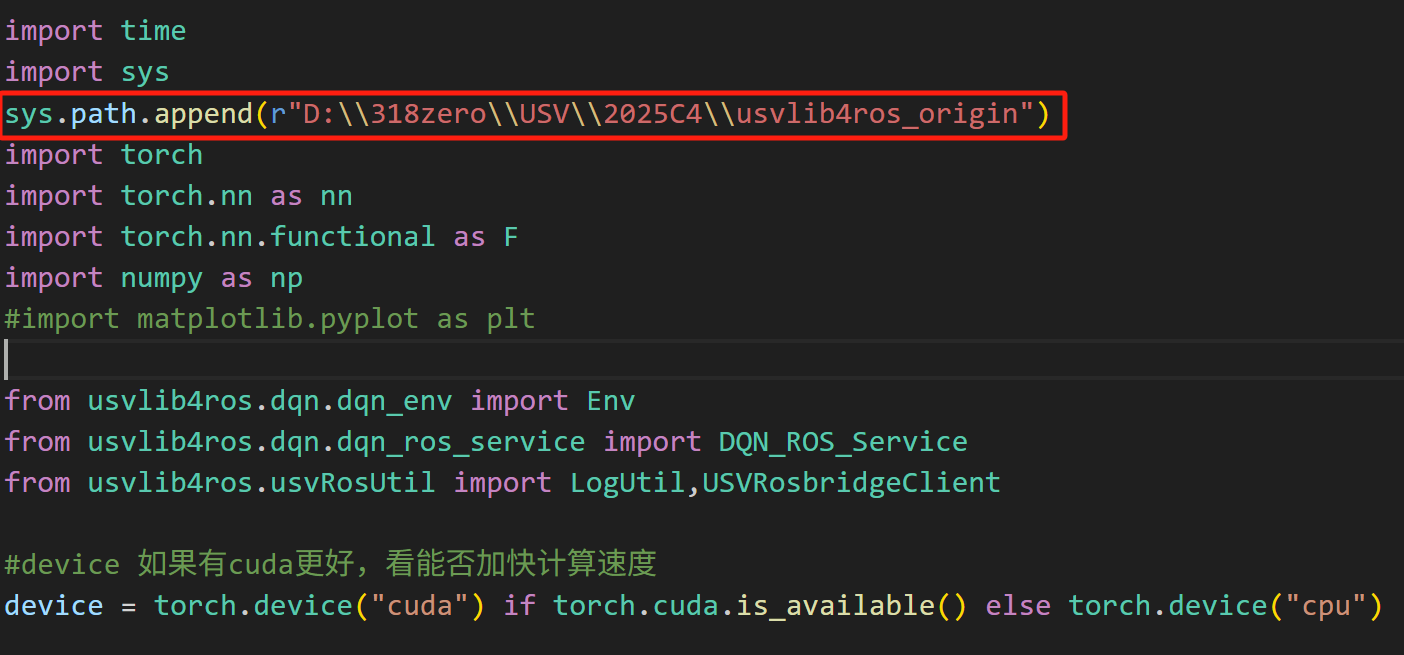 import time
import sys
sys.path.append(r"D:\\318zero\\USV\\2025C4\\usvlib4ros_origin")
import torch
import torch.nn as nn
import torch.nn.functional as F
import numpy as np
#import matplotlib.pyplot as plt
from usvlib4ros.dqn.dqn_env import Env
from usvlib4ros.dqn.dqn_ros_service import DQN_ROS_Service
from usvlib4ros.usvRosUtil import LogUtil,USVRosbridgeClient
#device 如果有cuda更好，看能否加快计算速度
device = torch.device("cuda") if torch.cuda.is_available() else torch.device("cpu")